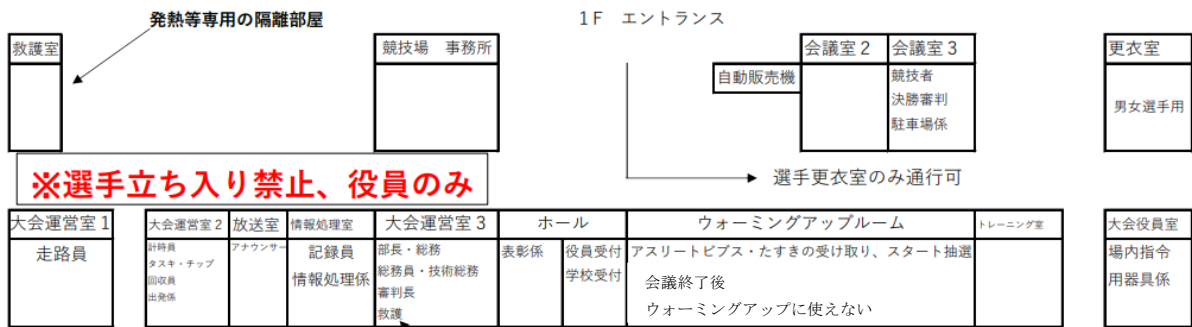 発熱等専用の隔離部屋
1F エントランス
救護室
競技場 事務所
会議室2
会議室3
更衣室
自動販売機
競技者
決勝審判
駐車場係
男女選手用
※選手立ち入り禁止、役員のみ
選手更衣室のみ通行可
大会運営室1
大会運営室2
放送室
情報処理室
大会運営室3
ホール
ウォーミングアップルーム
トレーニング室
大会役員室
走路員
計時員
タスキ・チップ
回収員
出発係
アナウンサー
記録員
情報処理係
部長・総務
総務員・技術総務
審判長
救護
表彰係
役員受付
学校受付
アスリートビブス・たすきの受け取り、スタート抽選
会議終了後
ウォーミングアップに使えない
場内指令
用器具係